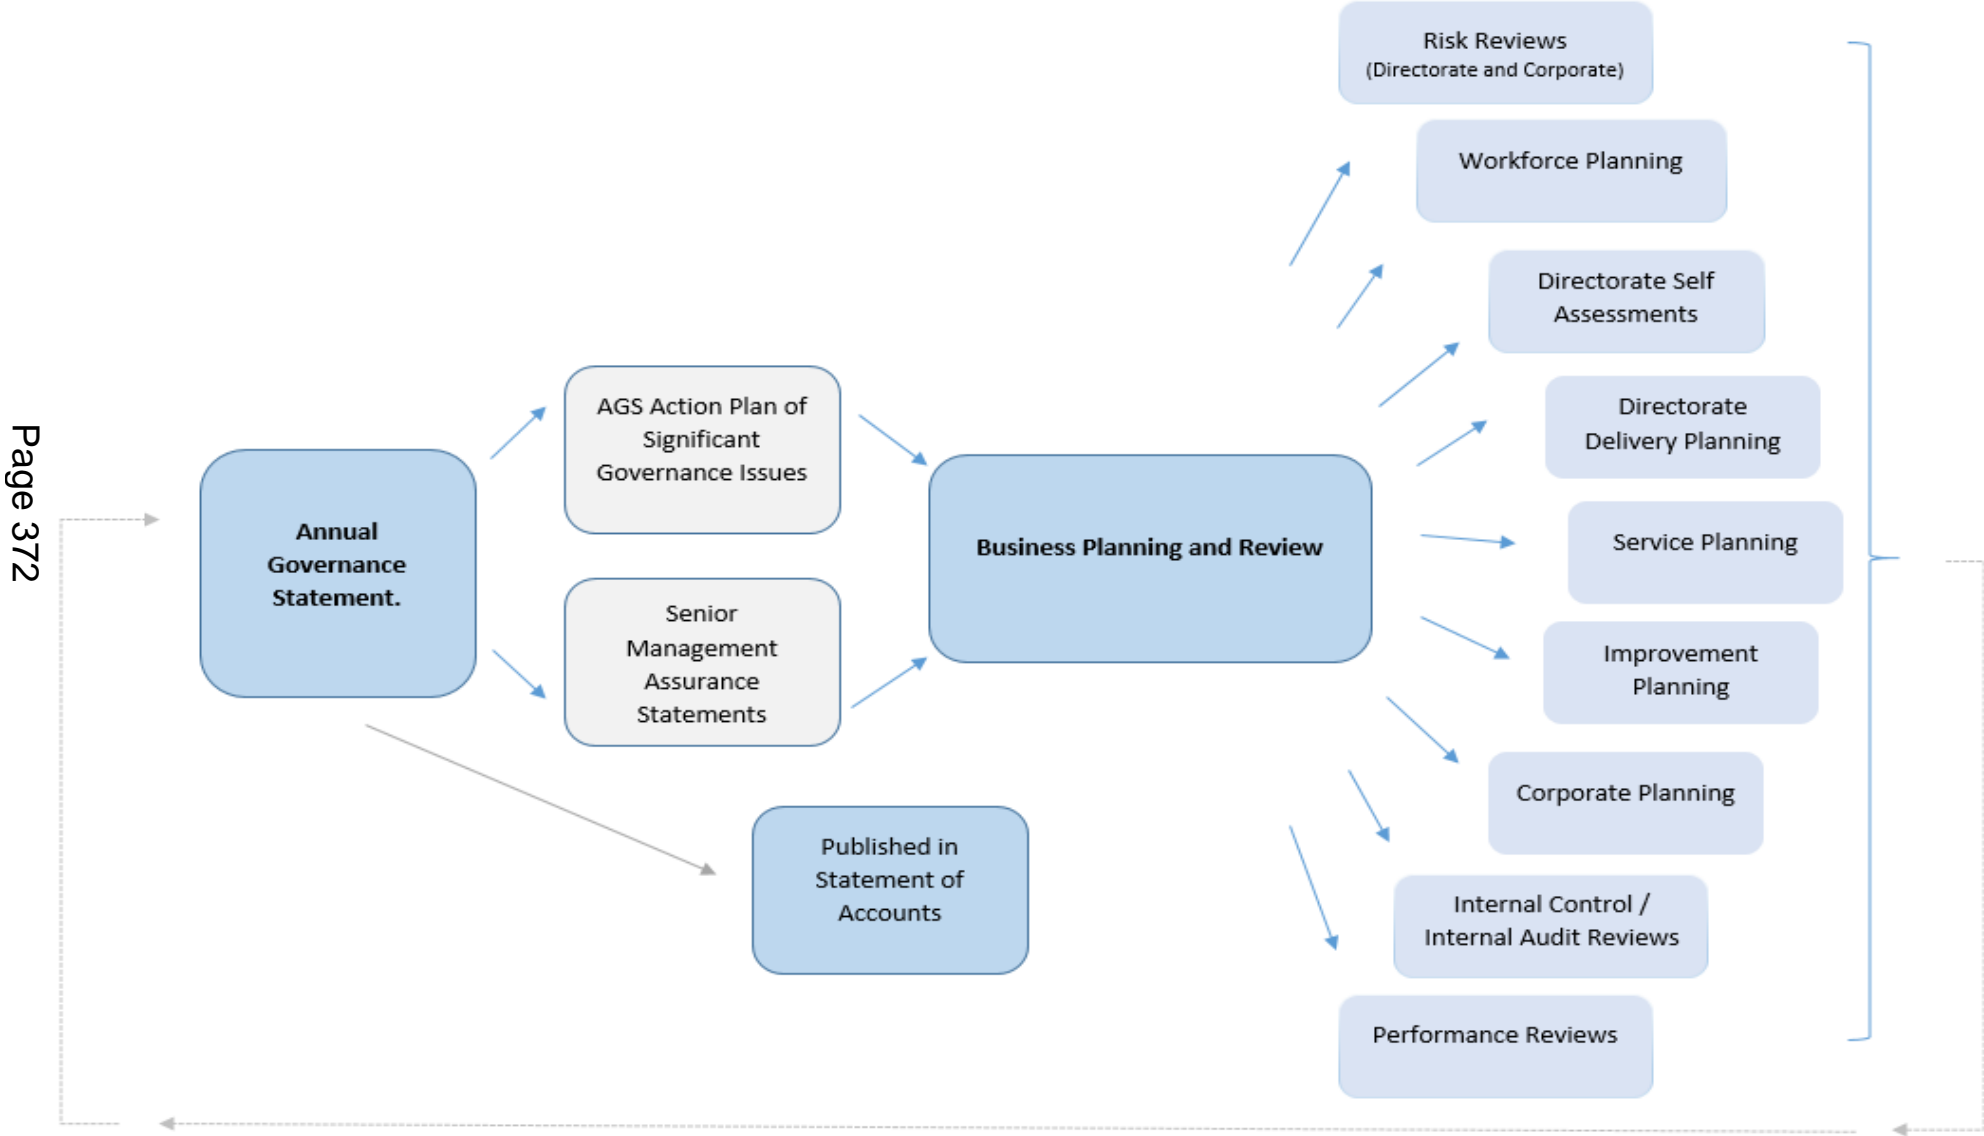 Page 372
Annual
Governance
Statement.
AGS Action Plan of
Significant
Governance Issues
Senior
Management
Assurance
Statements
Published in
Statement of
Accounts
Business Planning and Review
Risk Reviews
(Directorate and Corporate)
Workforce Planning
Directorate Self
Assessments
Directorate
Delivery Planning
Service Planning
Improvement
Planning
Corporate Planning
Internal Control /
Internal Audit Reviews
Performance Reviews